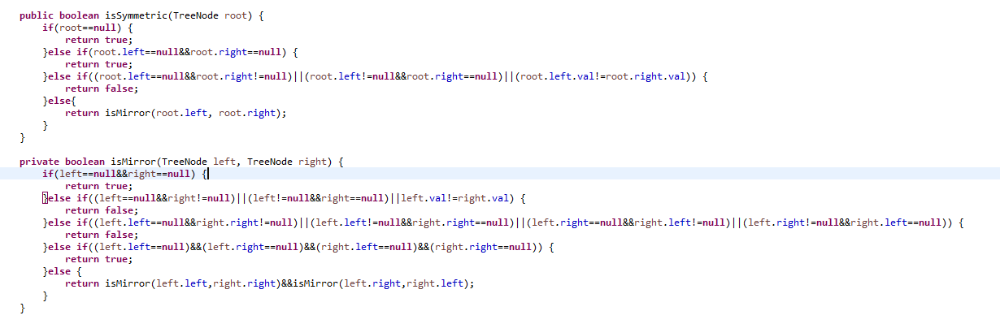 public boolean isSymmetric(TreeNode root) {
if(root==null) {
return true;
}else if(root.left==null&&root.right==null) {
return true;
}else if((root.left==null&&root.right!=null)||(root.left!=null&&root.right==null)||(root.left.val!=root.right.val)) {
return false;
}else{
return isMirror(root.left, root.right);
}
}
private boolean isMirror(TreeNode left, TreeNode right) {
if(left==null&&right==null) {
return true;
}else if((left==null&&right!=null)||(left!=null&&right==null)||left.val!=right.val) {
return false;
}else if((left.left==null&&right.right!=null)||(left.left!=null&&right.right==null)||(left.right==null&&right.left!=null)||(left.right!=null&&right.left==null)) {
return false;
}else if((left.left==null)&&(left.right==null)&&(right.left==null)&&(right.right==null)) {
return true;
}else {
return isMirror(left.left,right.right)&&isMirror(left.right,right.left);
}
}